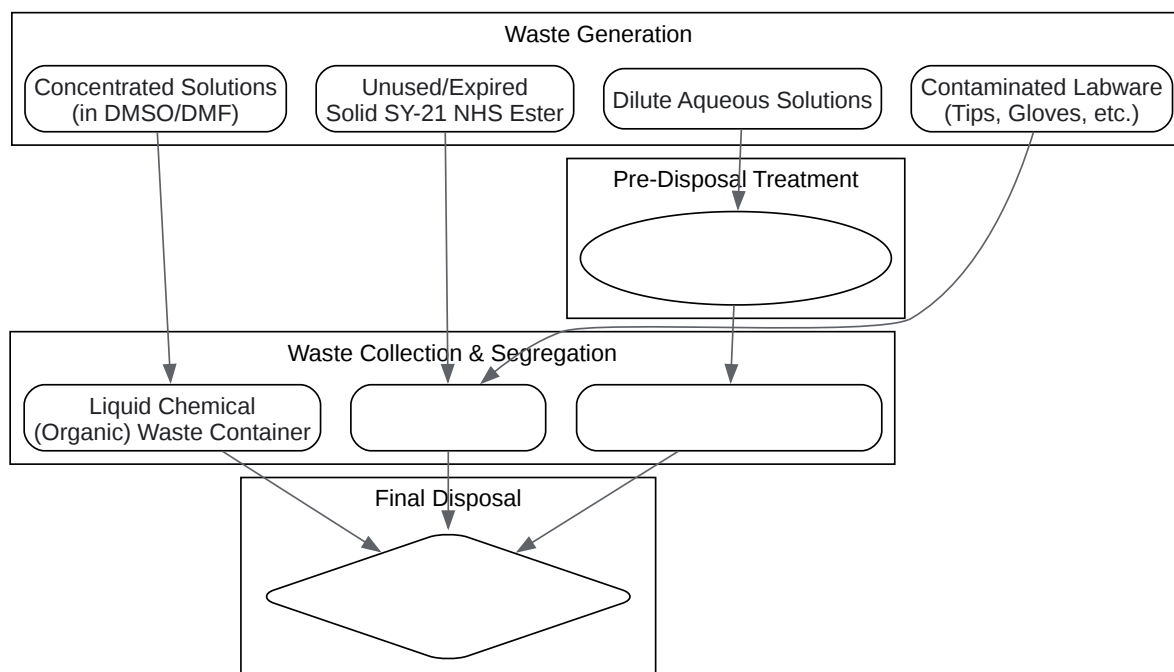 Waste Generation
Concentrated Solutions
(in DMSO/DMF)
Unused/Expired
Solid SY-21 NHS Ester
Dilute Aqueous Solutions
Contaminated Labware
(Tips, Gloves, etc.)
Pre-Disposal Treatment
Waste Collection & Segregation
Liquid Chemical
(Organic) Waste Container
Final Disposal